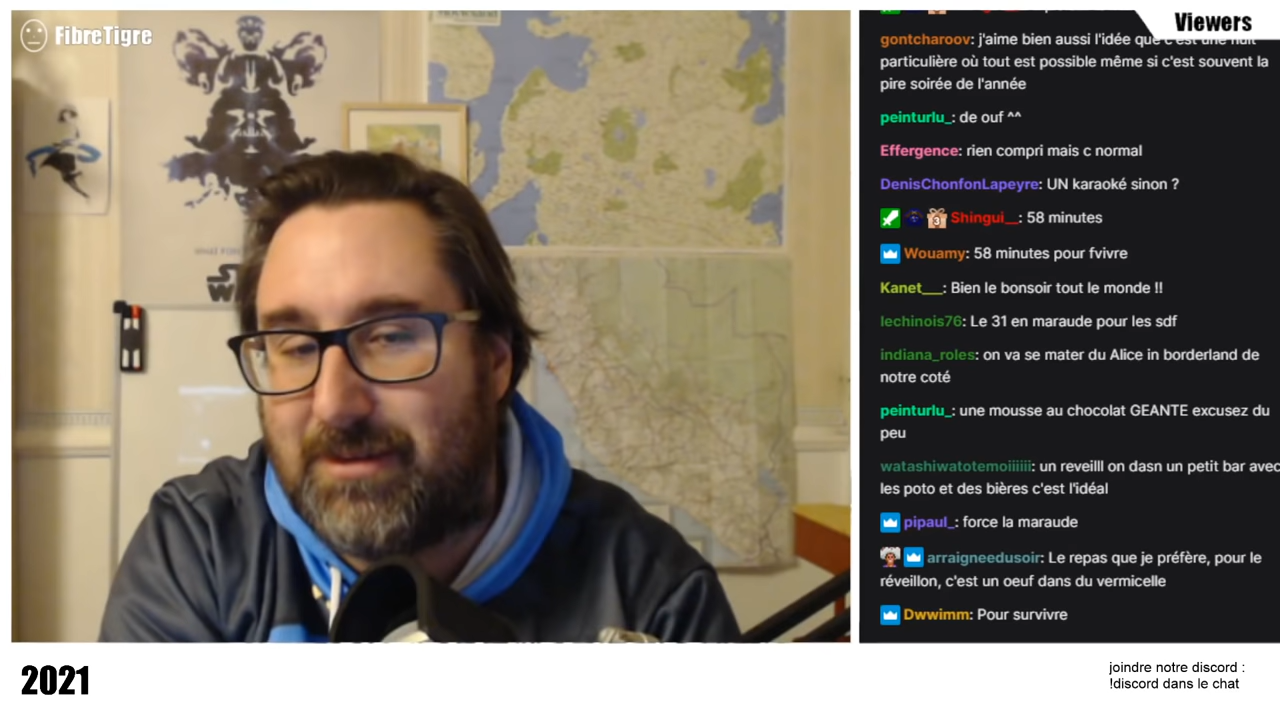 FibreTigre
Viewers
gontcharoov: j'aime bien aussi l'idée que c'est une nuit
particulière où tout est possible même si c'est souvent la
pire soirée de l'année
peinturlu_: de ouf ^^
Effergence: rien compri mais c normal
DenisChonfonLapeyre: UN karaoké sinon ?
Shingui__: 58 minutes
Wouamy: 58 minutes pour fvivre
Kanet___: Bien le bonsoir tout le monde !!
lechinois76: Le 31 en maraude pour les sdf
indiana_roles: on va se mater du Alice in borderland de
notre coté
peinturlu_: une mousse au chocolat GEANTE excusez du
peu
watashiwatotemoiiiiii: un reveilll on dasn un petit bar avec
les poto et des bières c'est l'idéal
pipaul_: force la maraude
arraigneedusoir: Le repas que je préfère, pour le
réveillon, c'est un oeuf dans du vermicelle
Dwwimm: Pour survivre
2021
joindre notre discord :
!discord dans le chat